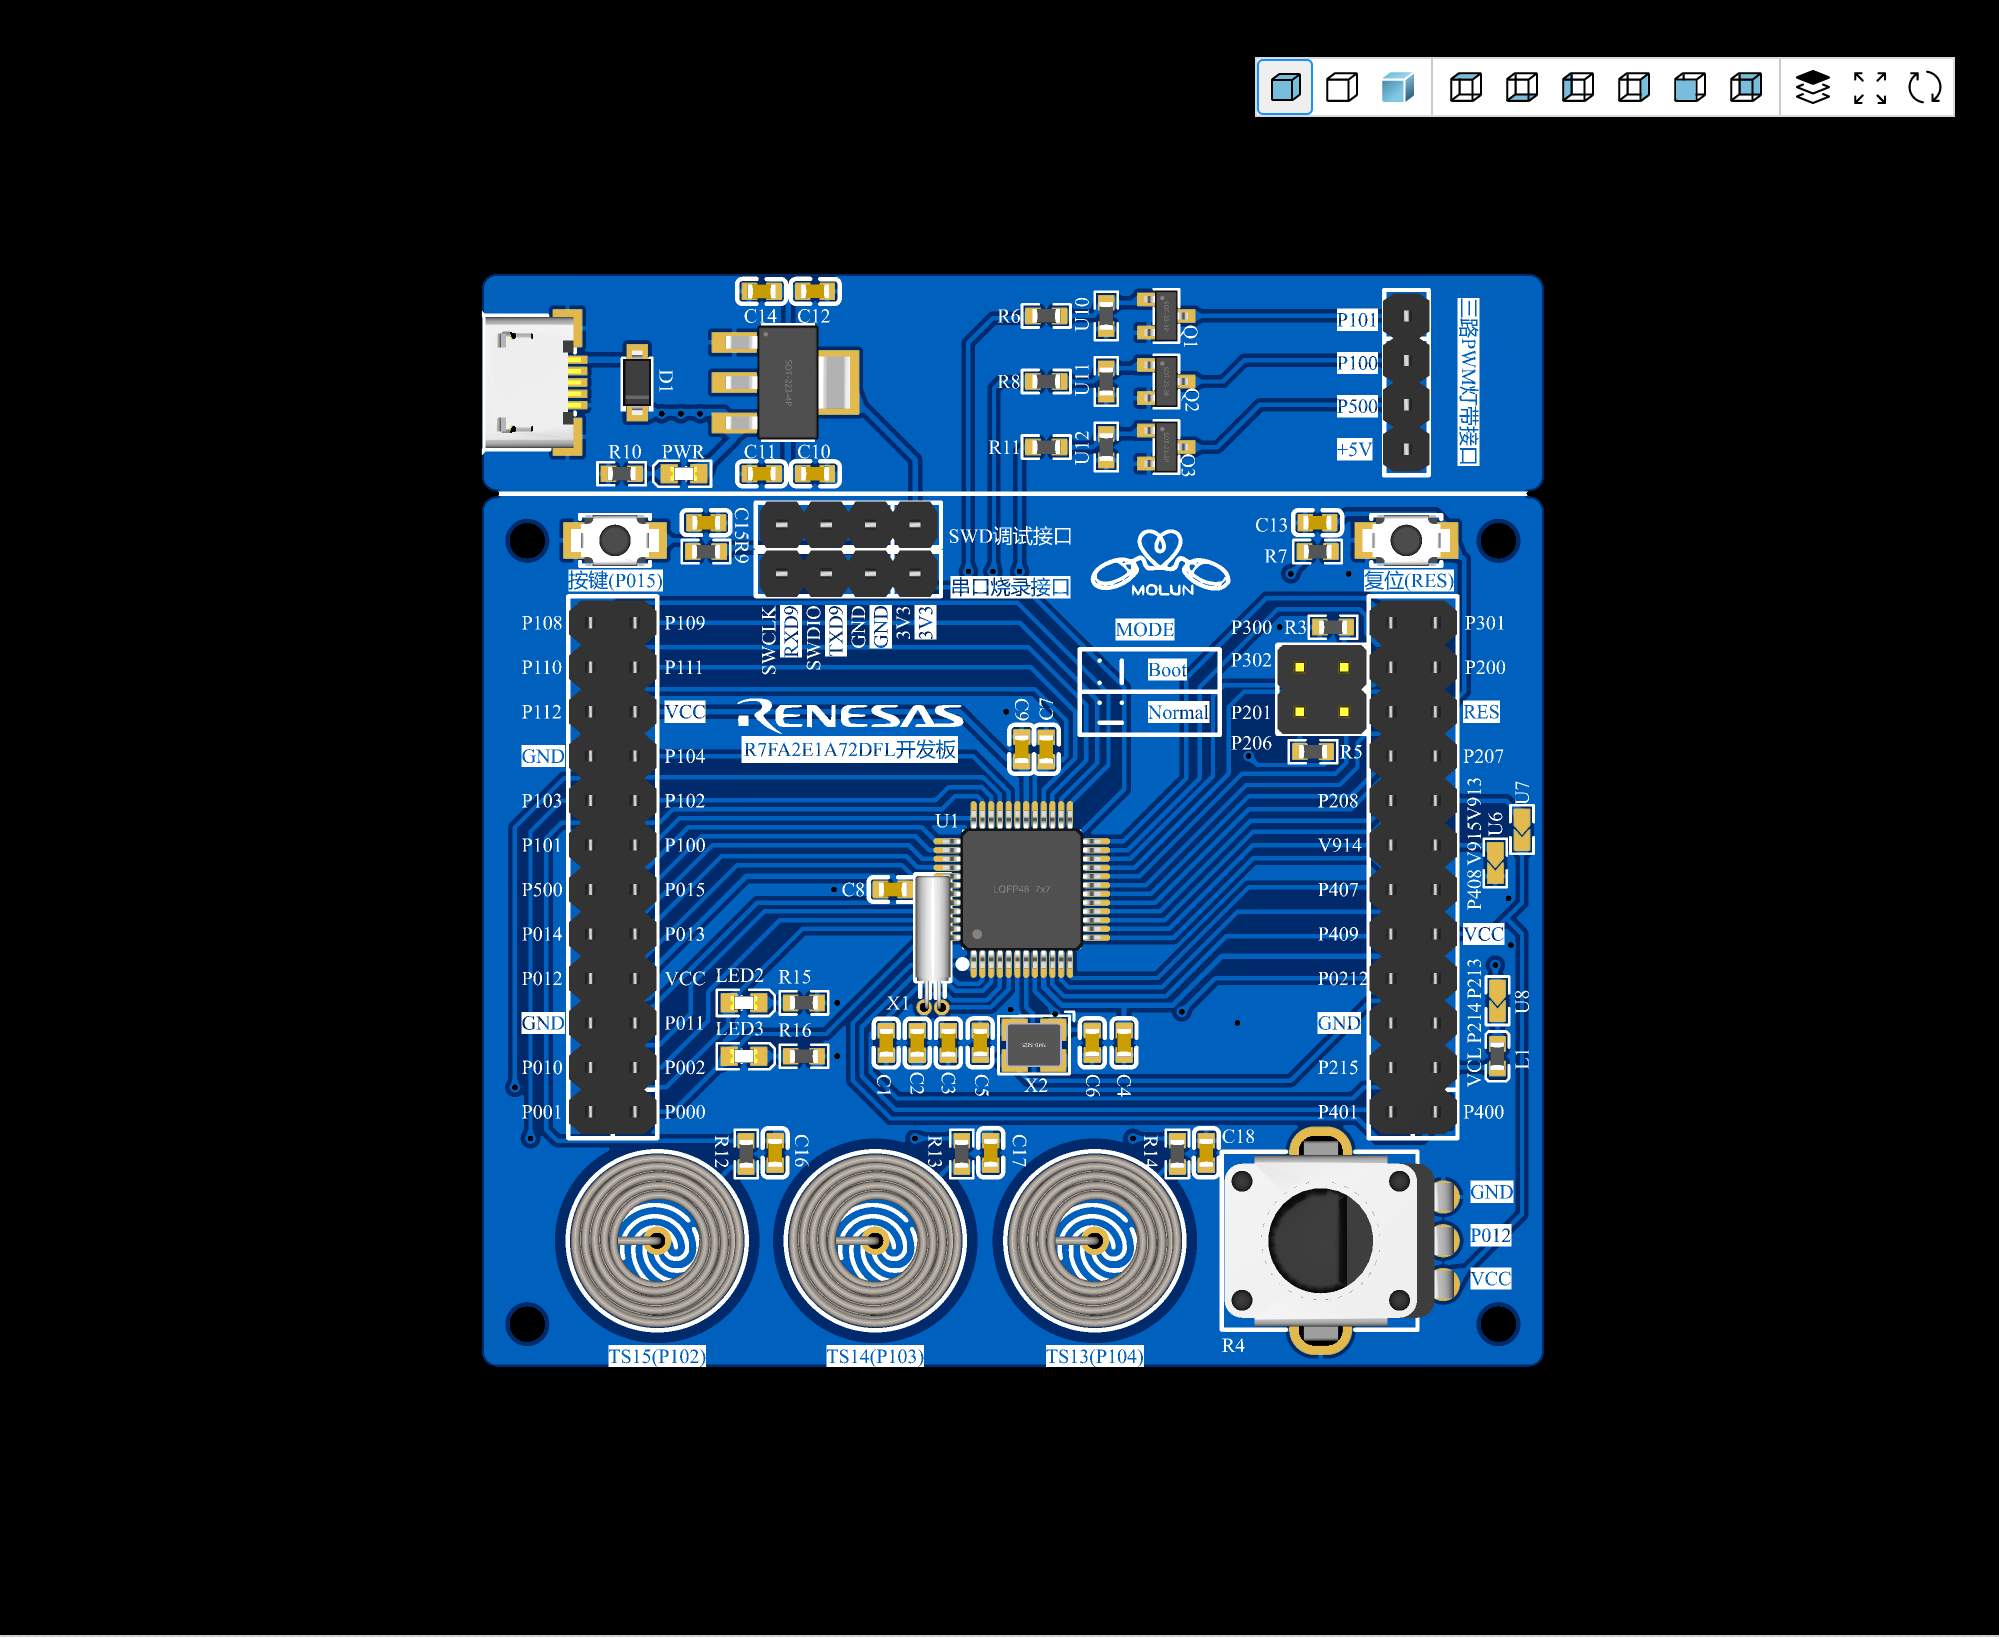 C14
C12
R6
U10
Q1
P101
三路PWM灯带接口
D1
SOT-223-4P
R8
U11
Q2
P100
P500
R10
PWR
C11
C10
R11
U12
Q3
+5V
C15
R9
SWD调试接口
C13
R7
按键(P015)
串口烧录接口
MOLUN
复位(RES)
SWCLK
RXD9
SWDIO
TXD9
GND
GND
3V3
3V3
MODE
Boot
Normal
P300
R3
P302
P201
P206
R5
P108
P109
P110
P111
P112
VCC
GND
P104
P103
P102
P101
P100
P500
P015
P014
P013
P012
VCC
GND
P011
P010
P002
P001
P000
RENESAS
R7FA2E1A72DFL开发板
C9
C7
U1
LQFP48 7x7
C8
X1
LED2
R15
LED3
R16
C1
C2
C3
C5
X2
C6
C4
P301
P200
RES
P207
P208
V914
P407
P409
VCC
P0212
GND
P215
P401
P400
V913
V915
P408
U6
U7
P213
P214
VCL
U8
L1
R12
C16
R13
C17
R14
C18
GND
P012
VCC
R4
TS15(P102)
TS14(P103)
TS13(P104)